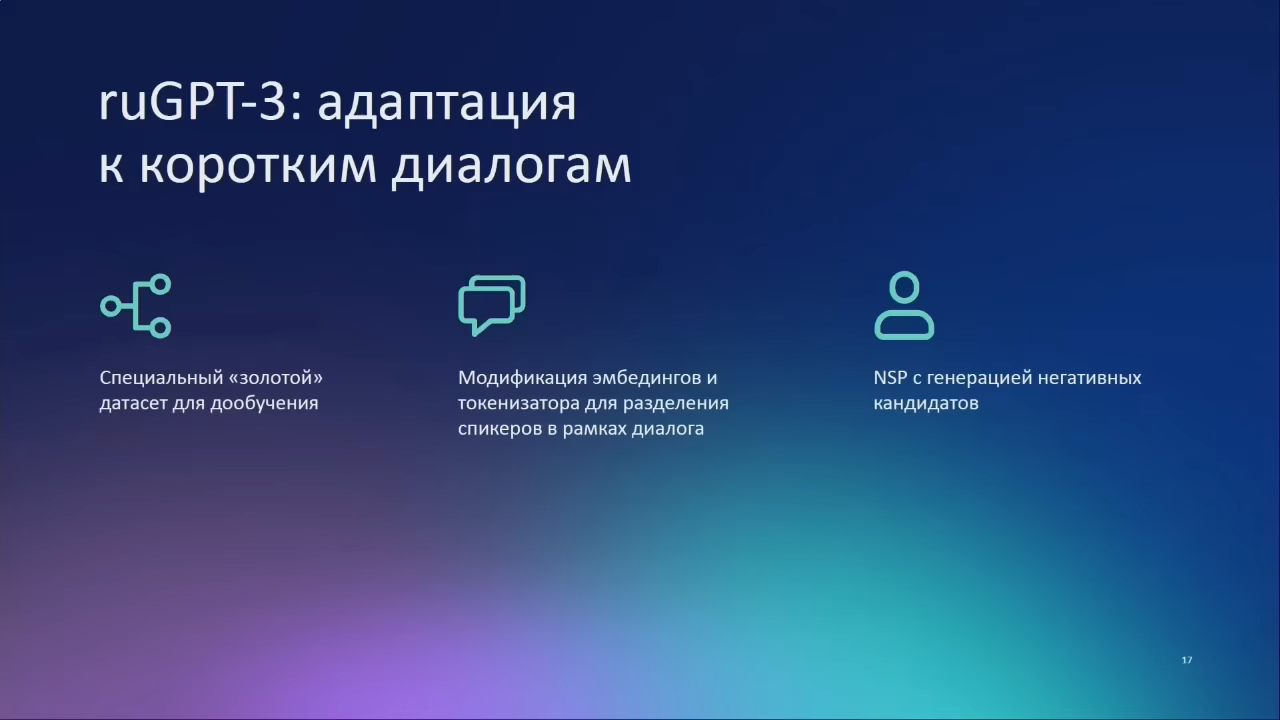 ruGPT-3: адаптация
к коротким диалогам
Специальный «золотой»
датасет для дообучения
Модификация эмбедингов и
токенизатора для разделения
спикеров в рамках диалога
NSP с генерацией негативных
кандидатов
17